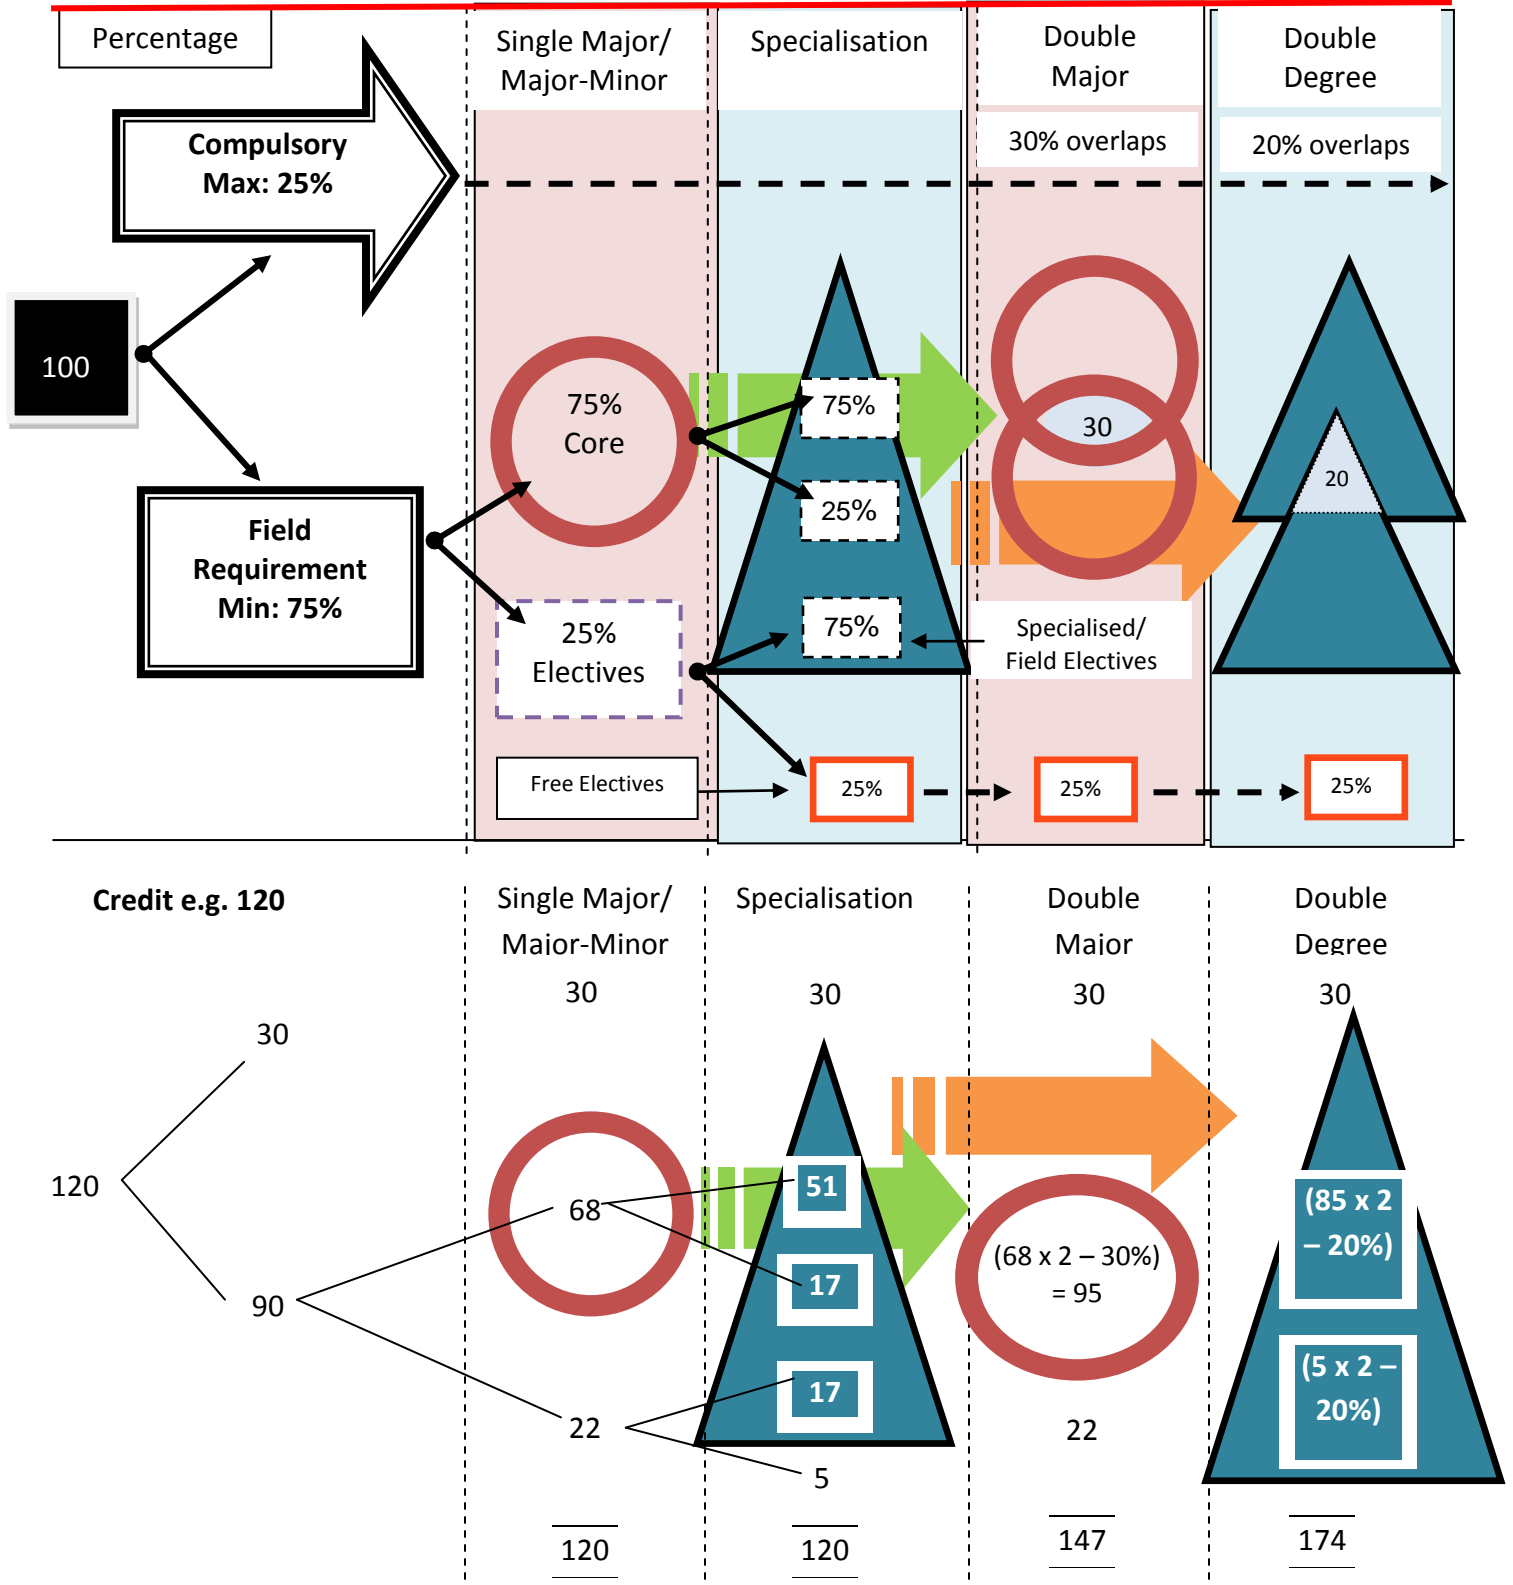 Percentage
Single Major/
Major-Minor
Specialisation
Double
Major
Double
Degree
30% overlaps
20% overlaps
Compulsory
Max: 25%
100
75%
Core
75%
25%
75%
30
20
Field
Requirement
Min: 75%
25%
Electives
Specialised/
Field Electives
Free Electives
25%
25%
25%
Credit e.g. 120
Single Major/
Major-Minor
Specialisation
Double
Major
Double
Degree
30
30
30
30
30
120
90
68
51
17
17
(68 x 2 – 30%)
= 95
(85 x 2
– 20%)
(5 x 2 –
20%)
22
5
22
120
120
147
174